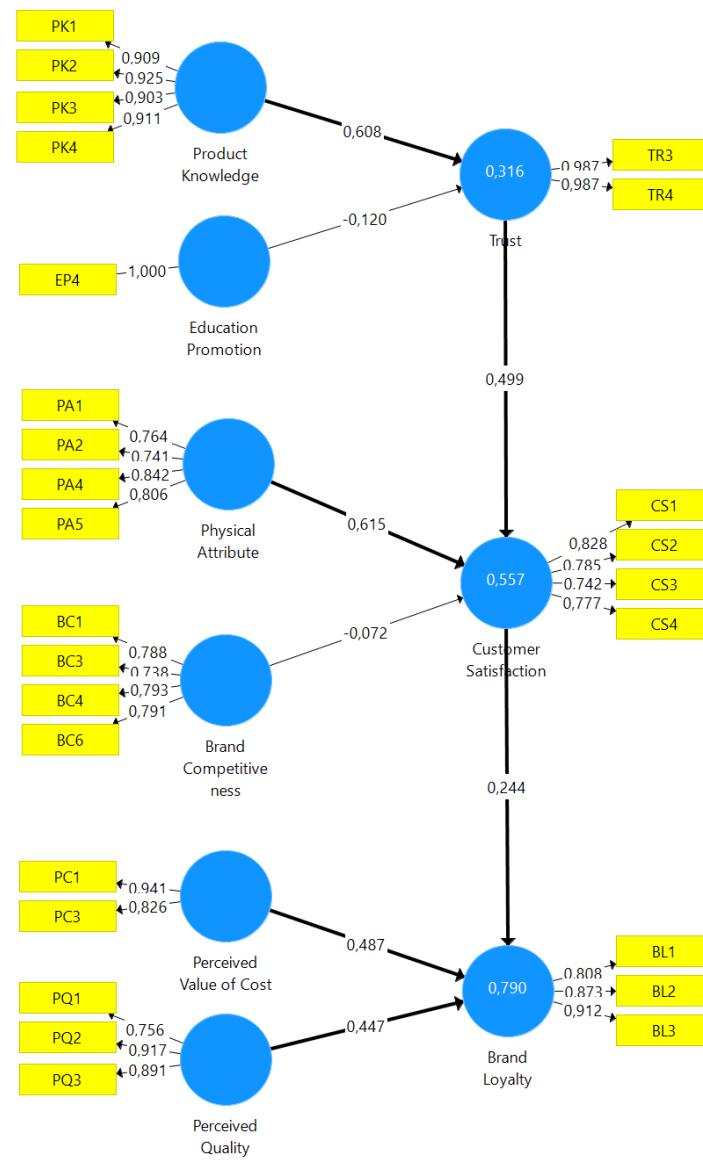 PK1
PK2
PK3
PK4
0,909
0.925
0,903
0,911
Product
Knowledge
0,608
0,316
Trust
0.987
0,987
TR3
TR4
EP4
1,000
Education
Promotion
-0,120
0,499
PA1
PA2
PA4
PA5
0,764
0.741
0.842
0,806
Physical
Attribute
0,615
0,557
Customer
Satisfaction
0,828
0.785
0.742
0,777
CS1
CS2
CS3
CS4
BC1
BC3
BC4
BC6
0,788
0.738
0,793
0,791
Brand
Competitive
ness
-0,072
0,244
PC1
PC3
0.941
0,826
Perceived
Value of Cost
0,487
0,790
Brand
Loyalty
0.808
0.873
0,912
BL1
BL2
BL3
PQ1
PQ2
PQ3
0,756
0,917
0,891
Perceived
Quality
0,447